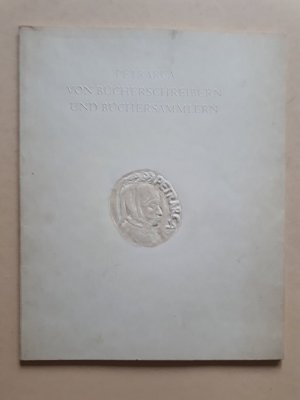 PETRARCA
VON BÜCHERSCHREIBERN
UND BÜCHERSAMMLERN
PETRARCA